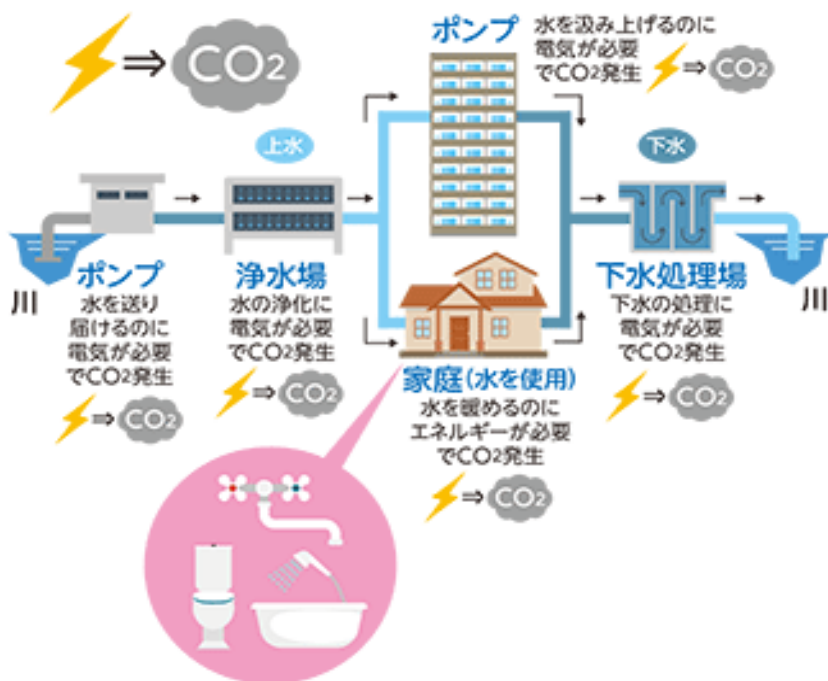 CO2
ポンプ
水を汲み上げるのに
電気が必要
でCO2発生
CO2
上水
下水
川
ポンプ
水を送り
届けるのに
電気が必要
でCO2発生
CO2
浄水場
水の浄化に
電気が必要
でCO2発生
CO2
家庭(水を使用)
水を暖めるのに
エネルギーが必要
でCO2発生
CO2
下水処理場
下水の処理に
電気が必要
でCO2発生
CO2
川